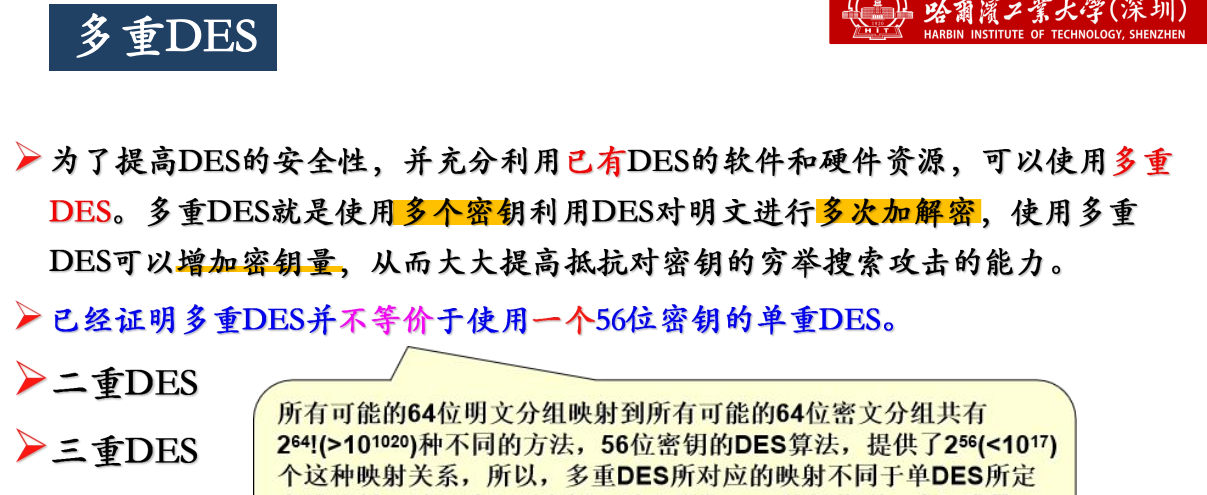 多重DES
哈爾濱工業大学(深圳)
HARBIN INSTITUTE OF TECHNOLOGY, SHENZHEN
HIT
➢为了提高DES的安全性，并充分利用已有DES的软件和硬件资源，可以使用多重
DES。多重DES就是使用多个密钥利用DES对明文进行多次加解密，使用多重
DES可以增加密钥量，从而大大提高抵抗对密钥的穷举搜索攻击的能力。
➢已经证明多重DES并不等价于使用一个56位密钥的单重DES。
➢二重DES
➢三重DES
所有可能的64位明文分组映射到所有可能的64位密文分组共有
2⁶⁴!(>10¹⁰²⁰)种不同的方法，56位密钥的DES算法，提供了2⁵⁶(<10¹⁷)
个这种映射关系，所以，多重DES所对应的映射不同于单DES所定